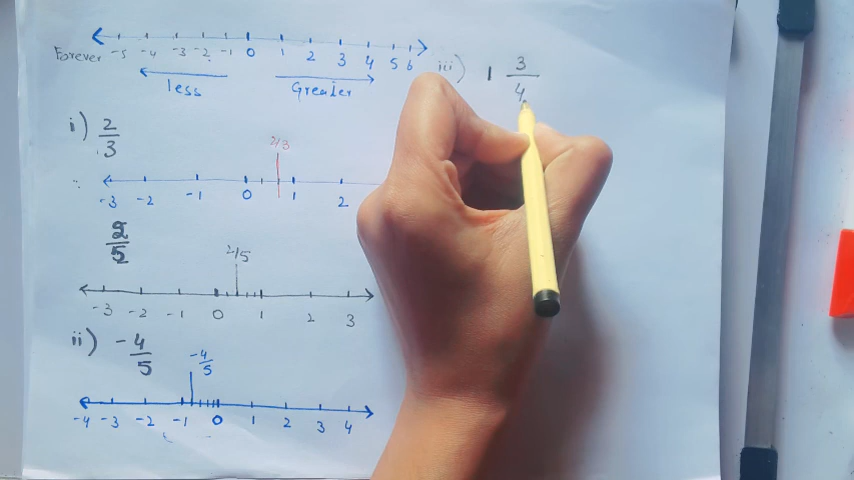 Forever -5 -4 -3 -2 -1 0 1 2 3 4 5 6
less Greater
i) 2/3
2/3
-3 -2 -1 0 1 2
2/5
2/5
-3 -2 -1 0 1 2 3
ii) -4/5
-4/5
-4 -3 -2 -1 0 1 2 3 4
iii) 1 3/4